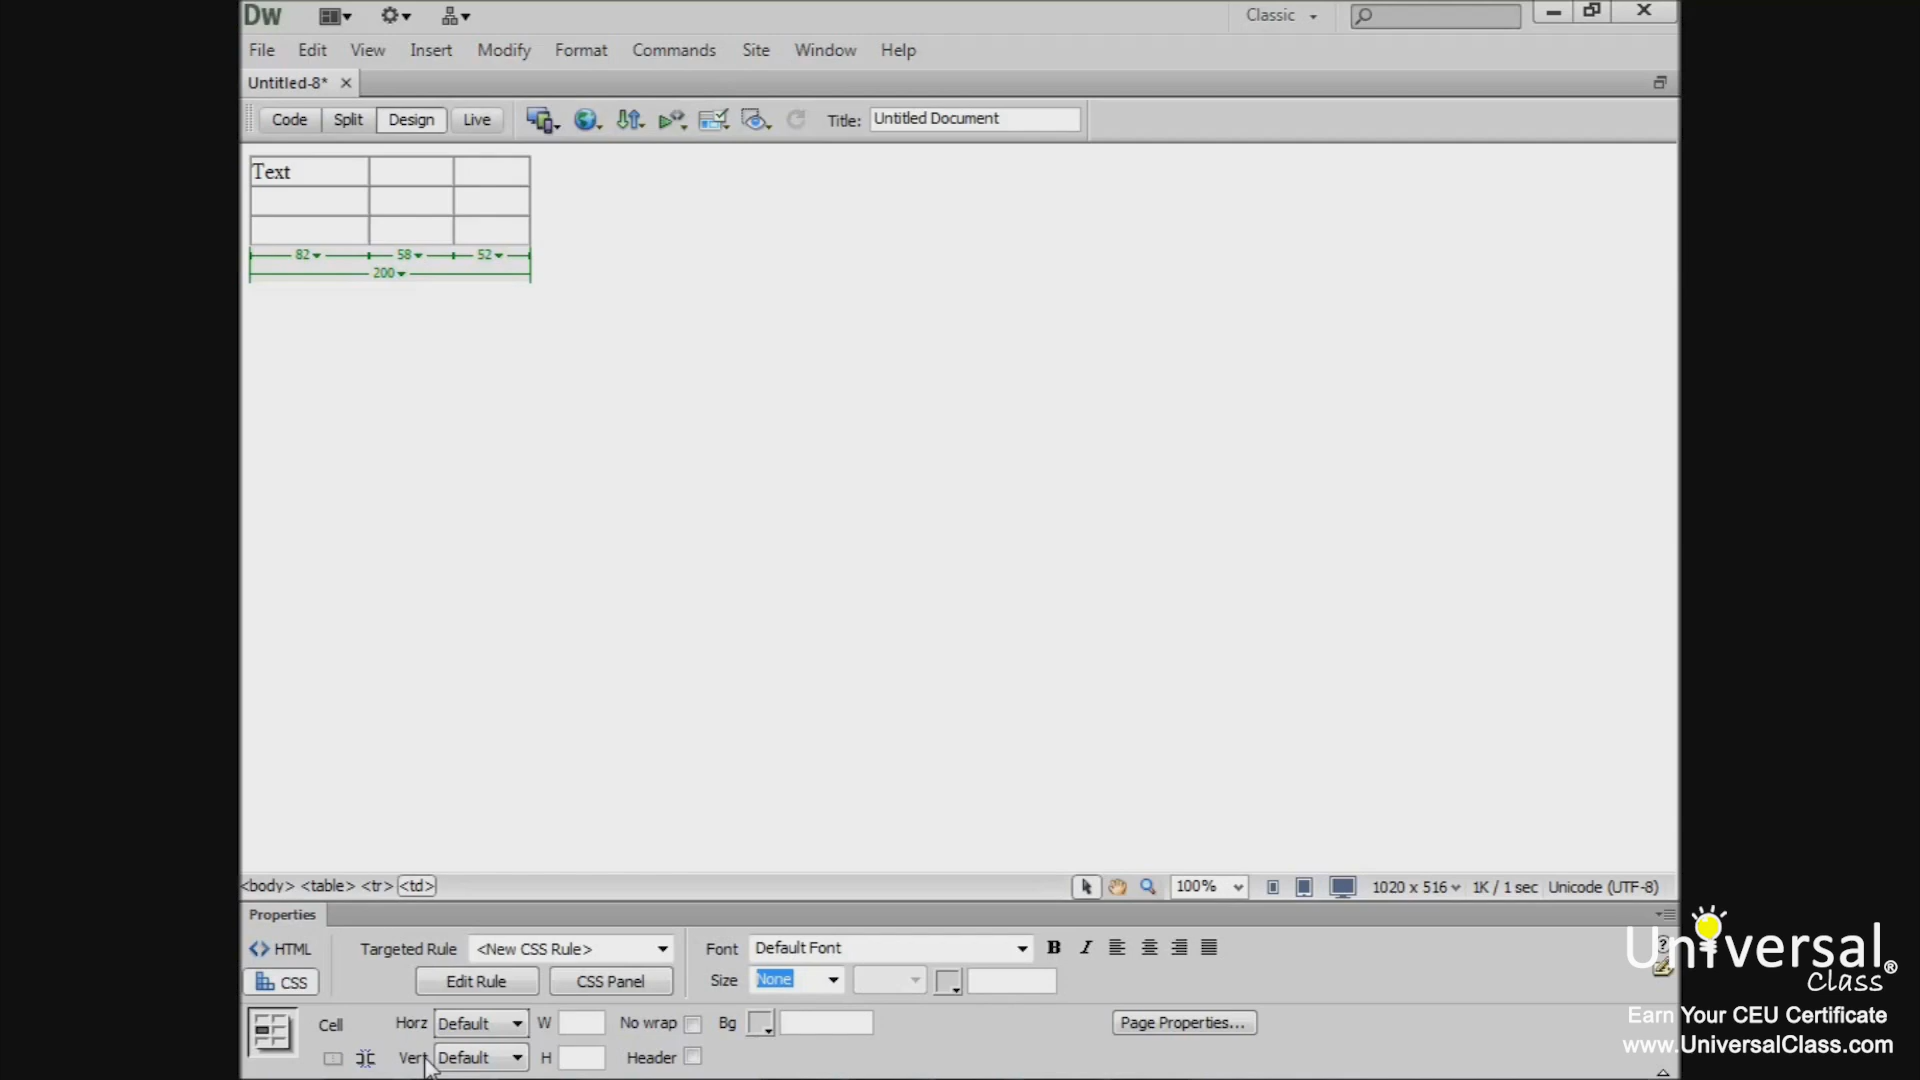 Dw
Classic
File Edit View Insert Modify Format Commands Site Window Help
Untitled-8*
Code Split Design Live Title: Untitled Document
Text
82 58 52
200
<body> <table> <tr> <td>
100% 1020 x 516 1K / 1 sec Unicode (UTF-8)
Properties
HTML Targeted Rule <New CSS Rule> Font Default Font B I
CSS Edit Rule CSS Panel Size None
Cell Horz Default W No wrap Bg Page Properties...
Vert Default H Header
Universal®
Class
Earn Your CEU Certificate
www.UniversalClass.com